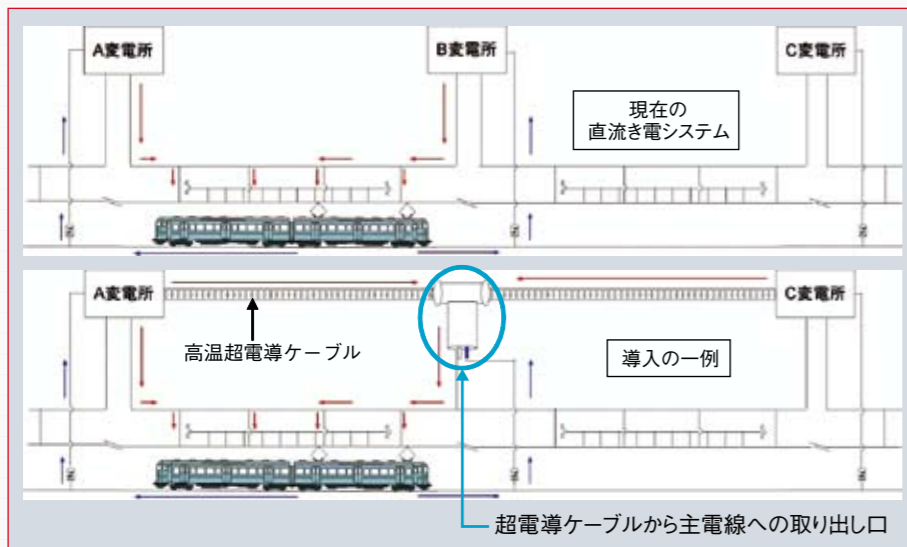 A変電所
B変電所
C変電所
現在の
直流き電システム
A変電所
C変電所
高温超電導ケーブル
導入の一例
超電導ケーブルから主電線への取り出し口